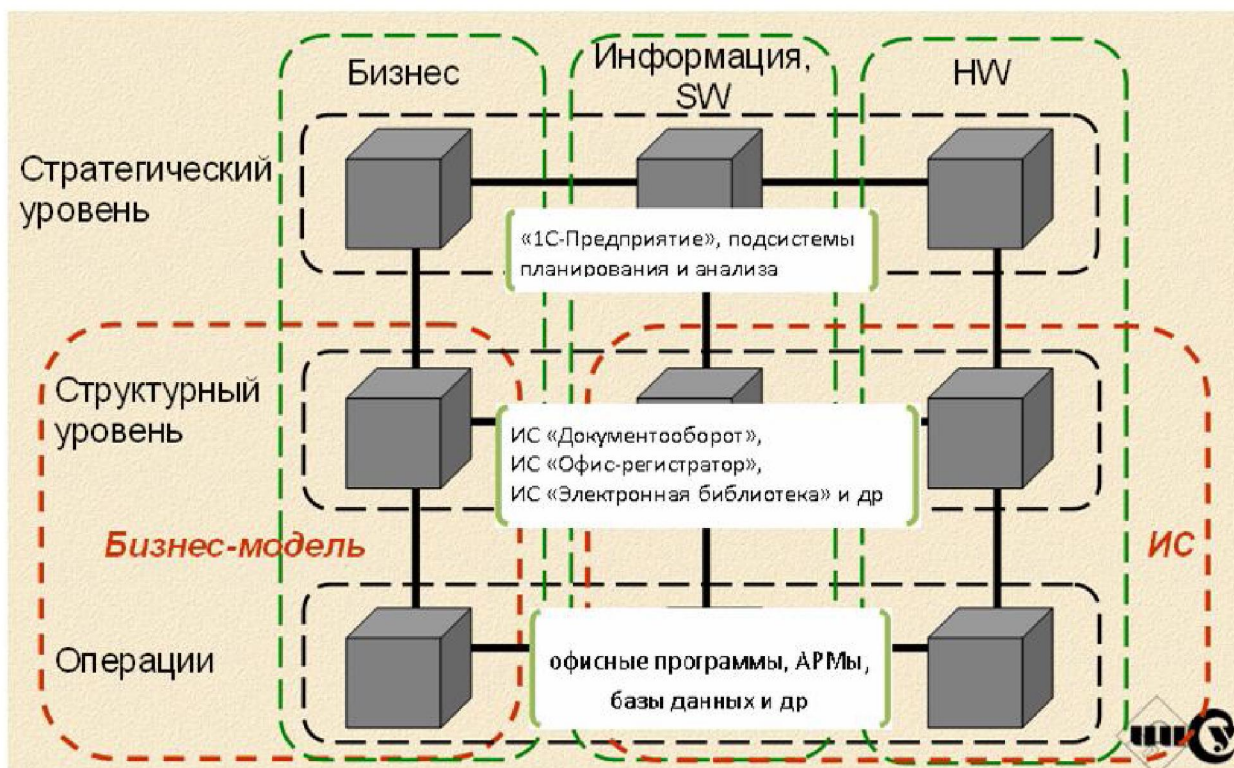 Бизнес
Информация,
SW
HW
Стратегический
уровень
«1С-Предприятие», подсистемы
планирования и анализа
Структурный
уровень
ИС «Документооборот»,
ИС «Офис-регистратор»,
ИС «Электронная библиотека» и др
Бизнес-модель
ИС
Операции
офисные программы, АРМы,
базы данных и др